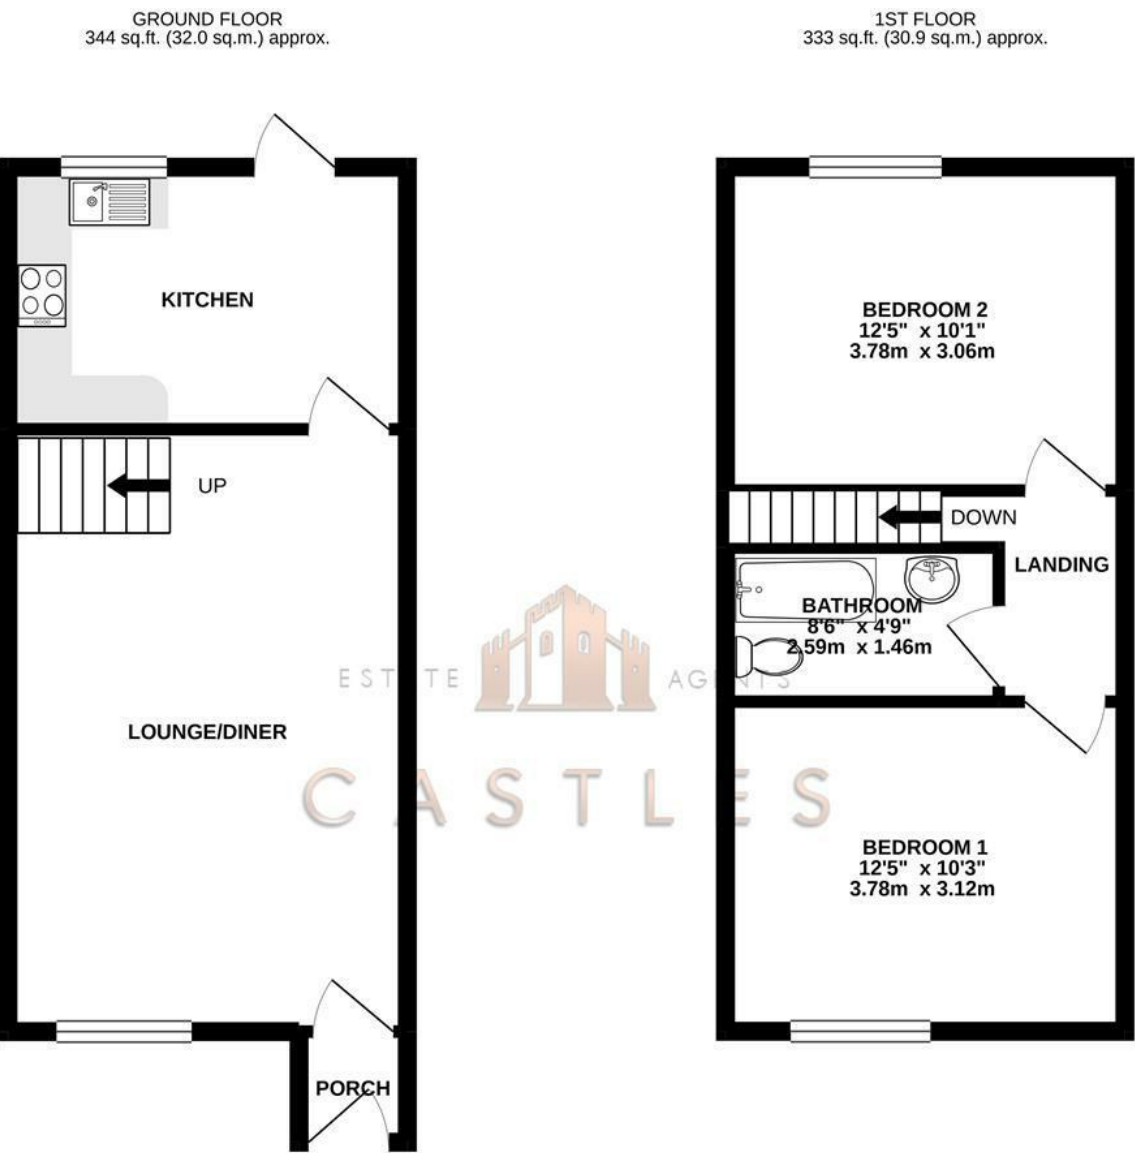 GROUND FLOOR
344 sq.ft. (32.0 sq.m.) approx.
1ST FLOOR
333 sq.ft. (30.9 sq.m.) approx.
KITCHEN
UP
LOUNGE/DINER
PORCH
BEDROOM 2
12'5" x 10'1"
3.78m x 3.06m
DOWN
LANDING
BATHROOM
8'6" x 4'9"
2.59m x 1.46m
BEDROOM 1
12'5" x 10'3"
3.78m x 3.12m
ESTATE AGENTS
CASTLES